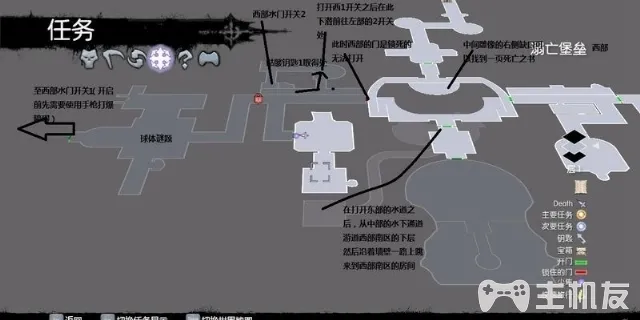 任务
西部水门开关2
打开西1开关之后在此
下潜前往左部的2开关
处
此时西部的门是锁死的
无法打开
中间雕像的右侧缺口
以找到一页死亡之书
溺亡堡垒
西部
至西部水门开关1(开启
前先需要使用手枪打爆
球体谜题
在打开东部的水道之
后，从中部的水下通道
游道西部南区的下层
然后沿着墙壁一路上跳
来到西部南区的房间
Death
主要任务
次要任务
钥匙
宝箱
开门
锁住的门
主机友
返回